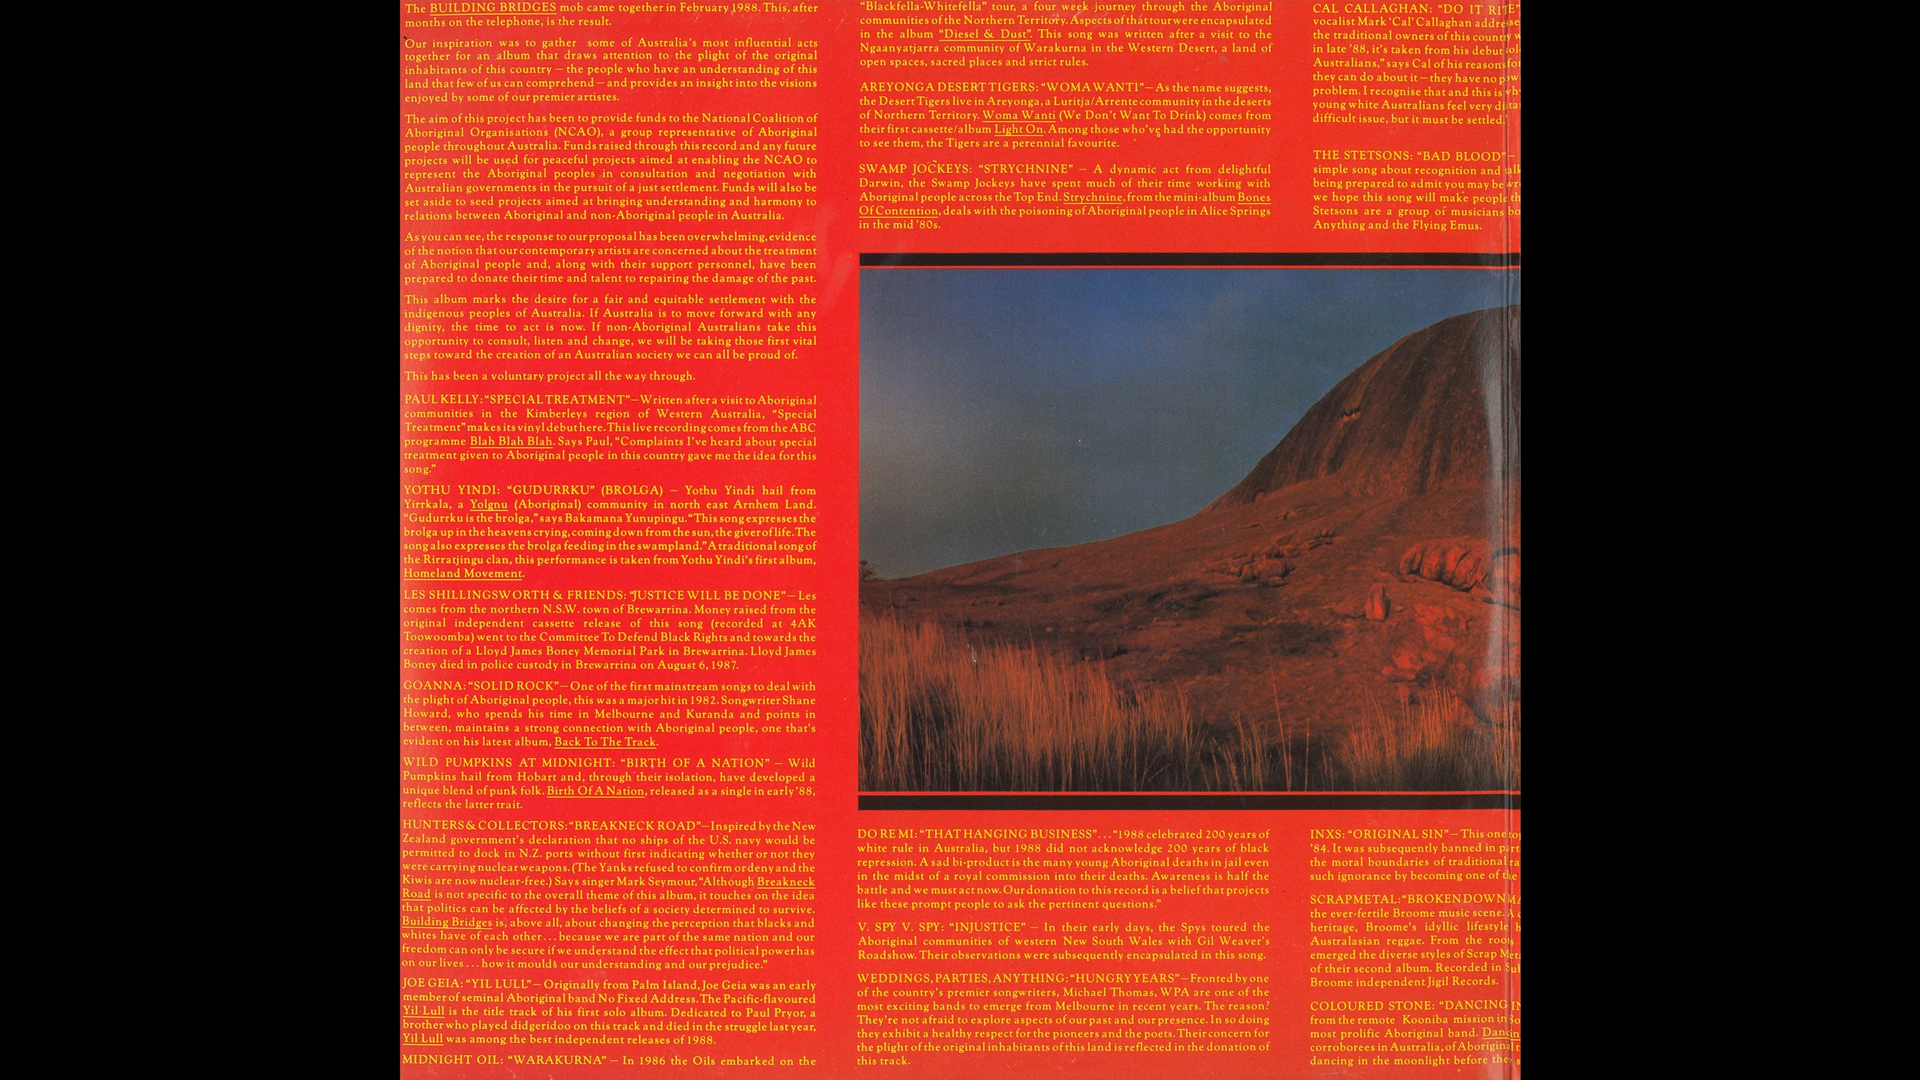 The BUILDING BRIDGES mob came together in February 1988. This, after
months on the telephone, is the result.
Our inspiration was to gather some of Australia's most influential acts
together for an album that draws attention to the plight of the original
inhabitants of this country — the people who have an understanding of this
land that few of us can comprehend — and provides an insight into the visions
enjoyed by some of our premier artistes.
The aim of this project has been to provide funds to the National Coalition of
Aboriginal Organisations (NCAO), a group representative of Aboriginal
people throughout Australia. Funds raised through this record and any future
projects will be used for peaceful projects aimed at enabling the NCAO to
represent the Aboriginal peoples in consultation and negotiation with
Australian governments in the pursuit of a just settlement. Funds will also be
set aside to seed projects aimed at bringing understanding and harmony to
relations between Aboriginal and non-Aboriginal people in Australia.
As you can see, the response to our proposal has been overwhelming, evidence
of the notion that our contemporary artists are concerned about the treatment
of Aboriginal people and, along with their support personnel, have been
prepared to donate their time and talent to repairing the damage of the past.
This album marks the desire for a fair and equitable settlement with the
indigenous peoples of Australia. If Australia is to move forward with any
dignity, the time to act is now. If non-Aboriginal Australians take this
opportunity to consult, listen and change, we will be taking those first vital
steps toward the creation of an Australian society we can all be proud of.
This has been a voluntary project all the way through.
PAUL KELLY: "SPECIAL TREATMENT" — Written after a visit to Aboriginal
communities in the Kimberleys region of Western Australia, "Special
Treatment" makes its vinyl debut here. This live recording comes from the ABC
programme Blah Blah Blah. Says Paul, "Complaints I've heard about special
treatment given to Aboriginal people in this country gave me the idea for this
song."
YOTHU YINDI: "GUDURRKU" (BROLGA) — Yothu Yindi hail from
Yirrkala, a Yolgnu (Aboriginal) community in north east Arnhem Land.
"Gudurrku is the brolga," says Bakamana Yunupingu. "This song expresses the
brolga up in the heavens crying, coming down from the sun, the giver of life. The
song also expresses the brolga feeding in the swampland." A traditional song of
the Rirratjingu clan, this performance is taken from Yothu Yindi's first album,
Homeland Movement.
LES SHILLINGSWORTH & FRIENDS: "JUSTICE WILL BE DONE" — Les
comes from the northern N.S.W. town of Brewarrina. Money raised from the
original independent cassette release of this song (recorded at 4AK
Toowoomba) went to the Committee To Defend Black Rights and towards the
creation of a Lloyd James Boney Memorial Park in Brewarrina. Lloyd James
Boney died in police custody in Brewarrina on August 6, 1987.
GOANNA: "SOLID ROCK" — One of the first mainstream songs to deal with
the plight of Aboriginal people, this was a major hit in 1982. Songwriter Shane
Howard, who spends his time in Melbourne and Kuranda and points in
between, maintains a strong connection with Aboriginal people, one that's
evident on his latest album, Back To The Track.
WILD PUMPKINS AT MIDNIGHT: "BIRTH OF A NATION" — Wild
Pumpkins hail from Hobart and, through their isolation, have developed a
unique blend of punk folk. Birth Of A Nation, released as a single in early '88,
reflects the latter trait.
HUNTERS & COLLECTORS: "BREAKNECK ROAD" — Inspired by the New
Zealand government's declaration that no ships of the U.S. navy would be
permitted to dock in N.Z. ports without first indicating whether or not they
were carrying nuclear weapons. (The Yanks refused to confirm or deny and the
Kiwis are now nuclear-free.) Says singer Mark Seymour, "Although Breakneck
Road is not specific to the overall theme of this album, it touches on the idea
that politics can be affected by the beliefs of a society determined to survive.
Building Bridges is, above all, about changing the perception that blacks and
whites have of each other . . . because we are part of the same nation and our
freedom can only be secure if we understand the effect that political power has
on our lives . . . how it moulds our understanding and our prejudice."
JOE GEIA: "YIL LULL" — Originally from Palm Island, Joe Geia was an early
member of seminal Aboriginal band No Fixed Address. The Pacific-flavoured
Yil Lull is the title track of his first solo album. Dedicated to Paul Pryor, a
brother who played didgeridoo on this track and died in the struggle last year,
Yil Lull was among the best independent releases of 1988.
MIDNIGHT OIL: "WARAKURNA" — In 1986 the Oils embarked on the
"Blackfella-Whitefella" tour, a four week journey through the Aboriginal
communities of the Northern Territory. Aspects of that tour were encapsulated
in the album "Diesel & Dust". This song was written after a visit to the
Ngaanyatjarra community of Warakurna in the Western Desert, a land of
open spaces, sacred places and strict rules.
AREYONGA DESERT TIGERS: "WOMA WANTI" — As the name suggests,
the Desert Tigers live in Areyonga, a Luritja/Arrente community in the deserts
of Northern Territory. Woma Wanti (We Don't Want To Drink) comes from
their first cassette/album Light On. Among those who've had the opportunity
to see them, the Tigers are a perennial favourite.
SWAMP JOCKEYS: "STRYCHNINE" — A dynamic act from delightful
Darwin, the Swamp Jockeys have spent much of their time working with
Aboriginal people across the Top End. Strychnine, from the mini-album Bones
Of Contention, deals with the poisoning of Aboriginal people in Alice Springs
in the mid '80s.
DO RE MI: "THAT HANGING BUSINESS" . . . "1988 celebrated 200 years of
white rule in Australia, but 1988 did not acknowledge 200 years of black
repression. A sad bi-product is the many young Aboriginal deaths in jail even
in the midst of a royal commission into their deaths. Awareness is half the
battle and we must act now. Our donation to this record is a belief that projects
like these prompt people to ask the pertinent questions."
V. SPY V. SPY: "INJUSTICE" — In their early days, the Spys toured the
Aboriginal communities of western New South Wales with Gil Weaver's
Roadshow. Their observations were subsequently encapsulated in this song.
WEDDINGS, PARTIES, ANYTHING: "HUNGRY YEARS" — Fronted by one
of the country's premier songwriters, Michael Thomas, WPA are one of the
most exciting bands to emerge from Melbourne in recent years. The reason?
They're not afraid to explore aspects of our past and our presence. In so doing
they exhibit a healthy respect for the pioneers and the poets. Their concern for
the plight of the original inhabitants of this land is reflected in the donation of
this track.
CAL CALLAGHAN: "DO IT RITE"
vocalist Mark 'Cal' Callaghan
the traditional owners of this country
in late '88, it's taken from his debut
Australians," says Cal of his reason
they can do about it — they have no
problem. I recognise that and this is
young white Australians feel very
difficult issue, but it must be settled."
THE STETSONS: "BAD BLOOD" —
simple song about recognition and
being prepared to admit you may be
we hope this song will make people
Stetsons are a group of musicians
Anything and the Flying Emus.
INXS: "ORIGINAL SIN" — This one
'84. It was subsequently banned in
the moral boundaries of traditional
such ignorance by becoming one of
SCRAP METAL: "BROKEN DOWN
the ever-fertile Broome music scene.
heritage, Broome's idyllic lifestyle
Australasian reggae. From the roots
emerged the diverse styles of Scrap
of their second album. Recorded in
Broome independent Jigil Records.
COLOURED STONE: "DANCING IN
from the remote Kooniba mission in
most prolific Aboriginal band.
corroborees in Australia, of Aboriginal
dancing in the moonlight before